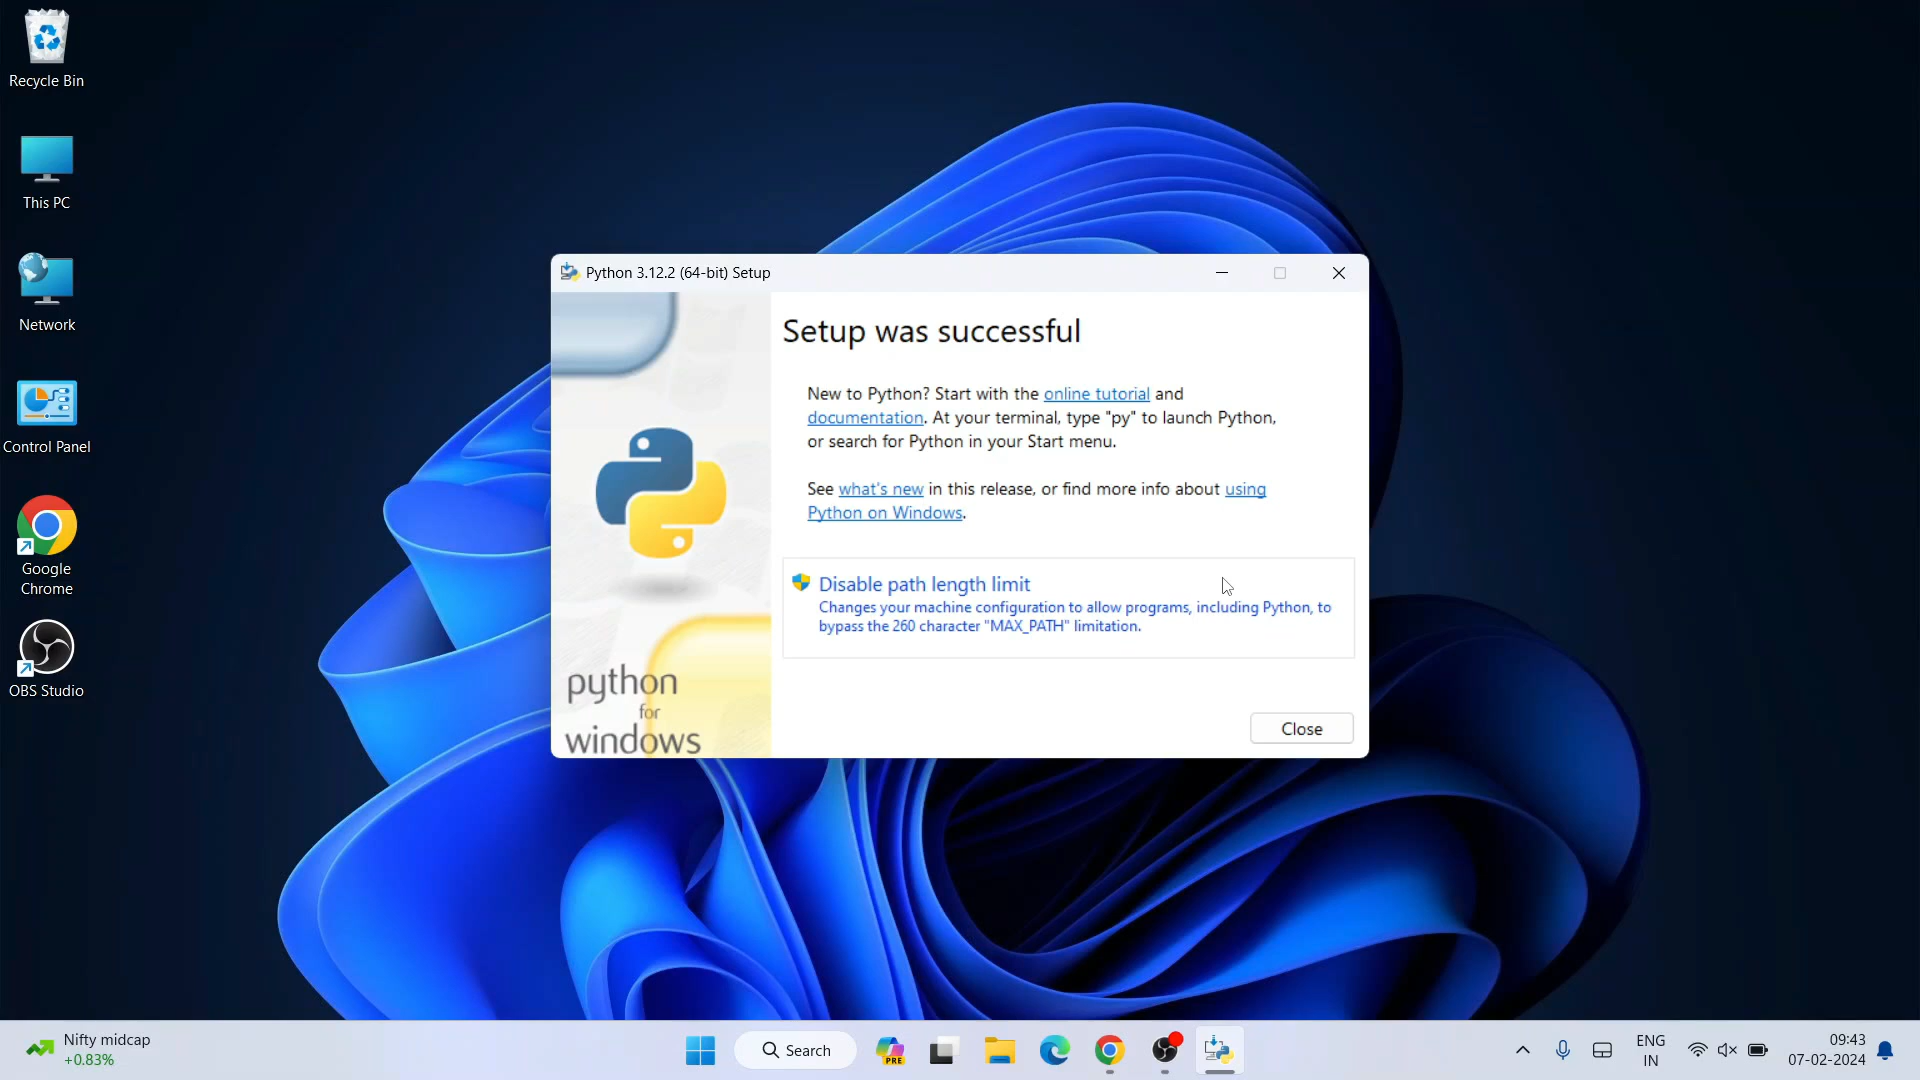 Recycle Bin
This PC
Network
Control Panel
Google
Chrome
OBS Studio
Python 3.12.2 (64-bit) Setup
Setup was successful
New to Python? Start with the online tutorial and
documentation. At your terminal, type "py" to launch Python,
or search for Python in your Start menu.
See what's new in this release, or find more info about using
Python on Windows.
Disable path length limit
Changes your machine configuration to allow programs, including Python, to
bypass the 260 character "MAX_PATH" limitation.
python
for
windows
Close
Nifty midcap
+0.83%
Search
PRE
ENG
IN
09:43
07-02-2024